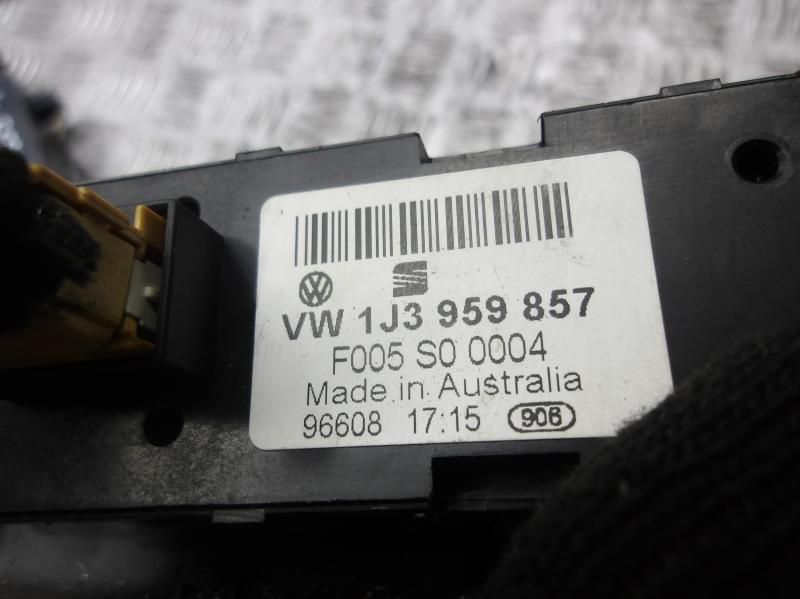 VW 1J3 959 857
F005 S0 0004
Made in Australia
96608 17:15 906